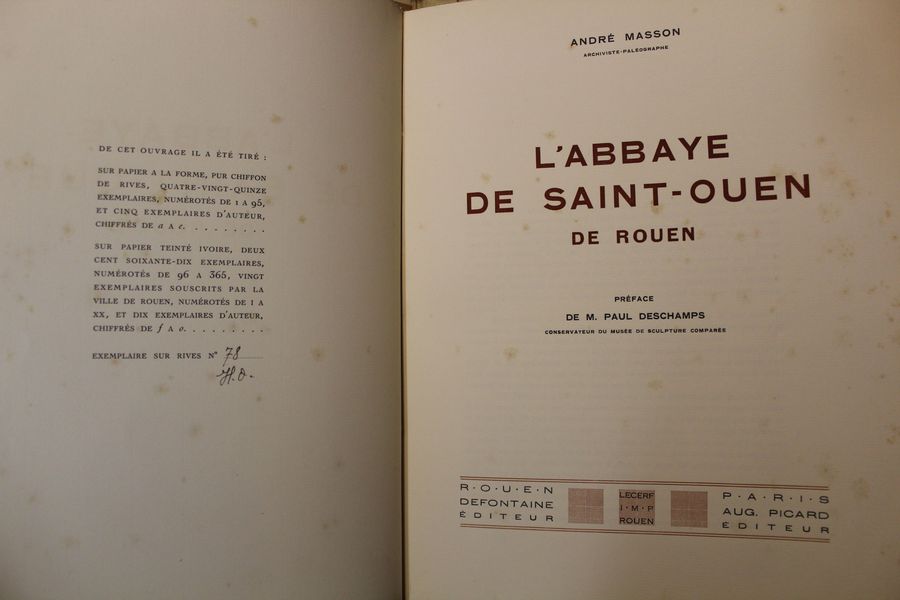 DE CET OUVRAGE IL A ÉTÉ TIRÉ :
SUR PAPIER A LA FORME, PUR CHIFFON
DE RIVES, QUATRE-VINGT-QUINZE
EXEMPLAIRES, NUMÉROTÉS DE 1 A 95,
ET CINQ EXEMPLAIRES D'AUTEUR,
CHIFFRÉS DE a A e. . . . . . . . .
SUR PAPIER TEINTÉ IVOIRE, DEUX
CENT SOIXANTE-DIX EXEMPLAIRES,
NUMÉROTÉS DE 96 A 365, VINGT
EXEMPLAIRES SOUSCRITS PAR LA
VILLE DE ROUEN, NUMÉROTÉS DE I A
XX, ET DIX EXEMPLAIRES D'AUTEUR,
CHIFFRÉS DE f A o. . . . . . . . .
EXEMPLAIRE SUR RIVES N° 78
H.D.
ANDRÉ MASSON
ARCHIVISTE-PALÉOGRAPHE
L'ABBAYE
DE SAINT-OUEN
DE ROUEN
PRÉFACE
DE M. PAUL DESCHAMPS
CONSERVATEUR DU MUSÉE DE SCULPTURE COMPARÉE
R·O·U·E·N
DEFONTAINE
ÉDITEUR
LECERF
I·M·P
ROUEN
P·A·R·I·S
AUG. PICARD
ÉDITEUR